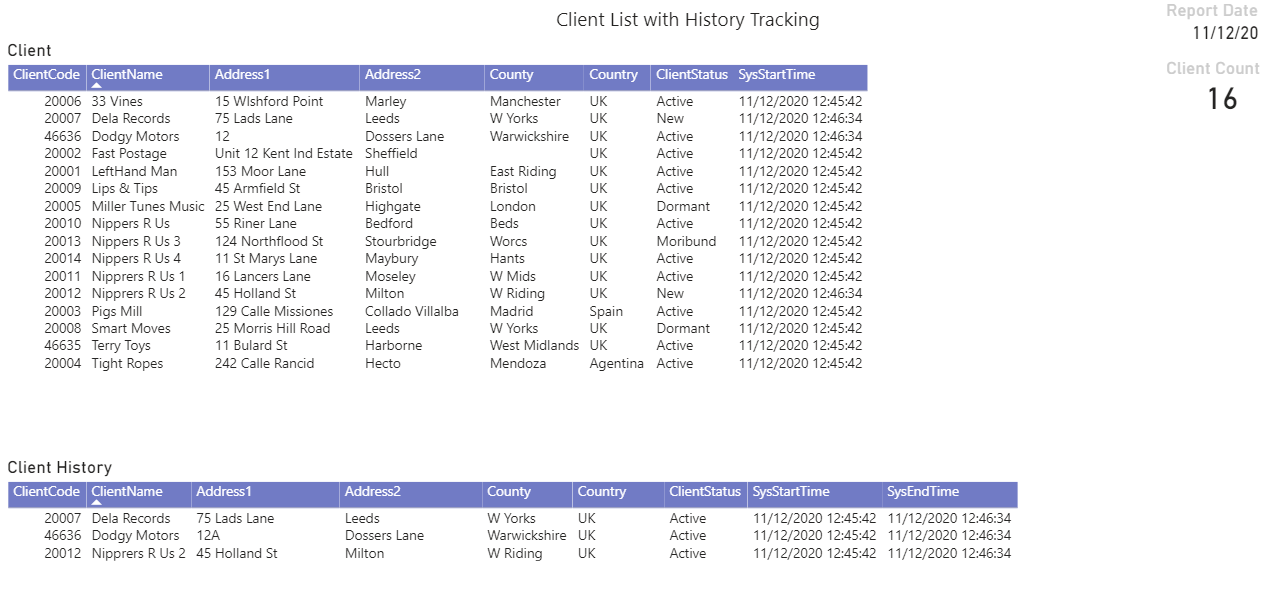 Client List with History Tracking
Report Date
11/12/20
Client Count
16
Client
ClientCode ClientName Address1 Address2 County Country ClientStatus SysStartTime
20006 33 Vines 15 WIshford Point Marley Manchester UK Active 11/12/2020 12:45:42
20007 Dela Records 75 Lads Lane Leeds W Yorks UK New 11/12/2020 12:46:34
46636 Dodgy Motors 12 Dossers Lane Warwickshire UK Active 11/12/2020 12:46:34
20002 Fast Postage Unit 12 Kent Ind Estate Sheffield UK Active 11/12/2020 12:45:42
20001 LeftHand Man 153 Moor Lane Hull East Riding UK Active 11/12/2020 12:45:42
20009 Lips & Tips 45 Armfield St Bristol Bristol UK Active 11/12/2020 12:45:42
20005 Miller Tunes Music 25 West End Lane Highgate London UK Dormant 11/12/2020 12:45:42
20010 Nippers R Us 55 Riner Lane Bedford Beds UK Active 11/12/2020 12:45:42
20013 Nippers R Us 3 124 Northflood St Stourbridge Worcs UK Moribund 11/12/2020 12:45:42
20014 Nippers R Us 4 11 St Marys Lane Maybury Hants UK Active 11/12/2020 12:45:42
20011 Nipprers R Us 1 16 Lancers Lane Moseley W Mids UK Active 11/12/2020 12:45:42
20012 Nipprers R Us 2 45 Holland St Milton W Riding UK New 11/12/2020 12:46:34
20003 Pigs Mill 129 Calle Missiones Collado Villalba Madrid Spain Active 11/12/2020 12:45:42
20008 Smart Moves 25 Morris Hill Road Leeds W Yorks UK Dormant 11/12/2020 12:45:42
46635 Terry Toys 11 Bulard St Harborne West Midlands UK Active 11/12/2020 12:45:42
20004 Tight Ropes 242 Calle Rancid Hecto Mendoza Agentina Active 11/12/2020 12:45:42
Client History
ClientCode ClientName Address1 Address2 County Country ClientStatus SysStartTime SysEndTime
20007 Dela Records 75 Lads Lane Leeds W Yorks UK Active 11/12/2020 12:45:42 11/12/2020 12:46:34
46636 Dodgy Motors 12A Dossers Lane Warwickshire UK Active 11/12/2020 12:45:42 11/12/2020 12:46:34
20012 Nipprers R Us 2 45 Holland St Milton W Riding UK Active 11/12/2020 12:45:42 11/12/2020 12:46:34